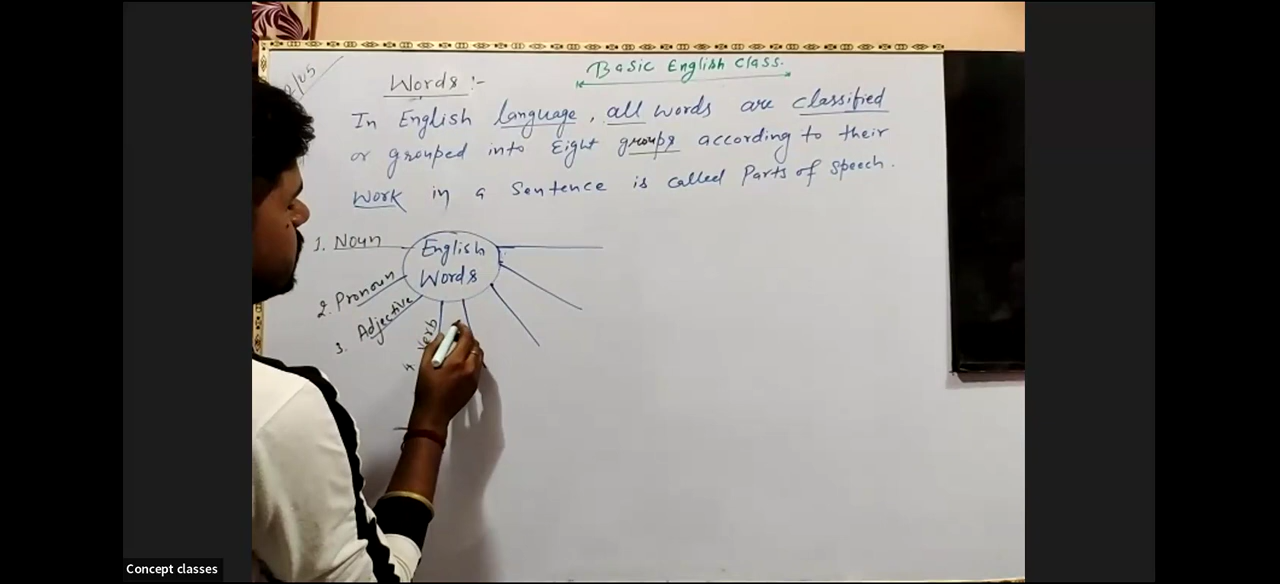 Basic English Class.
Words :-
In English language, all words are classified
or grouped into Eight groups according to their
Work in a Sentence is called Parts of speech.
English
Words
1. Noun
2. Pronoun
3. Adjective
4. Verb
Concept classes